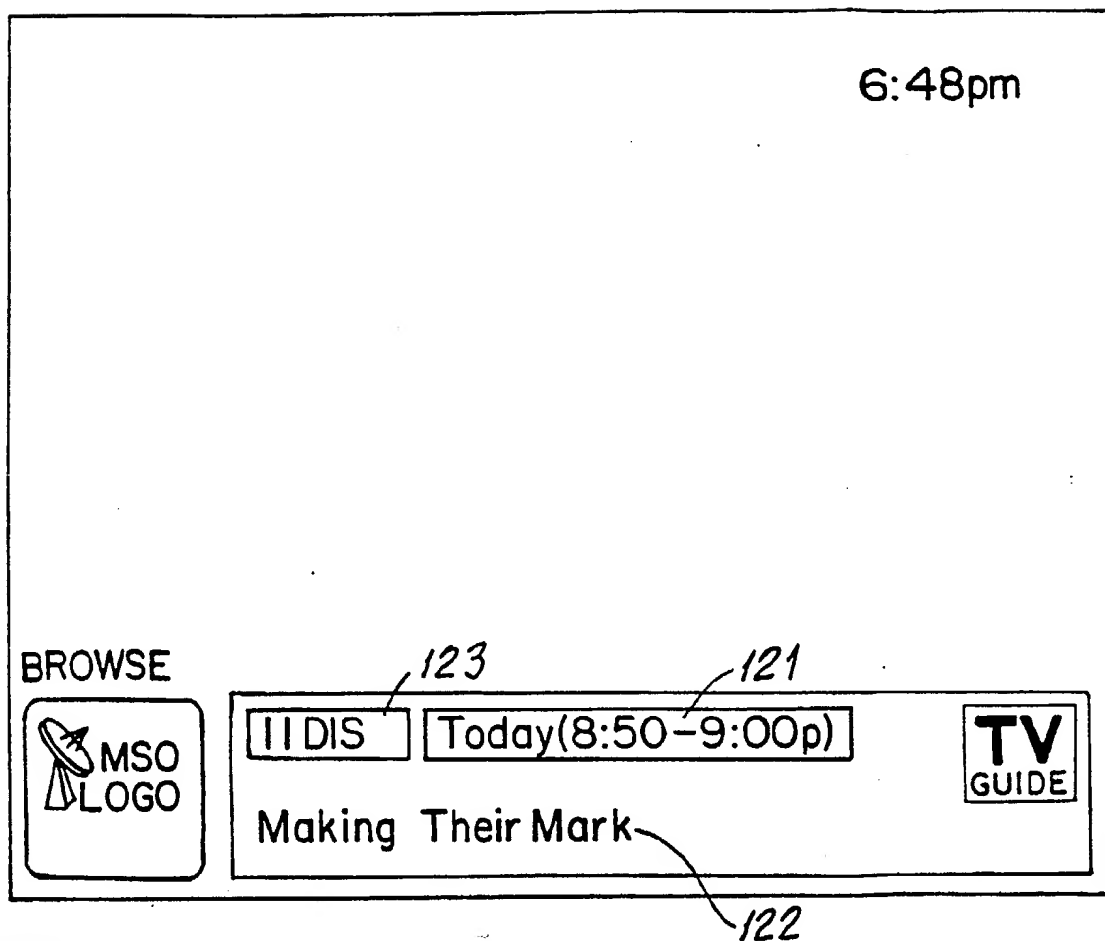 6:48pm
BROWSE
123
121
MSO
LOGO
11 DIS
Today(8:50-9:00p)
TV
GUIDE
Making Their Mark
122